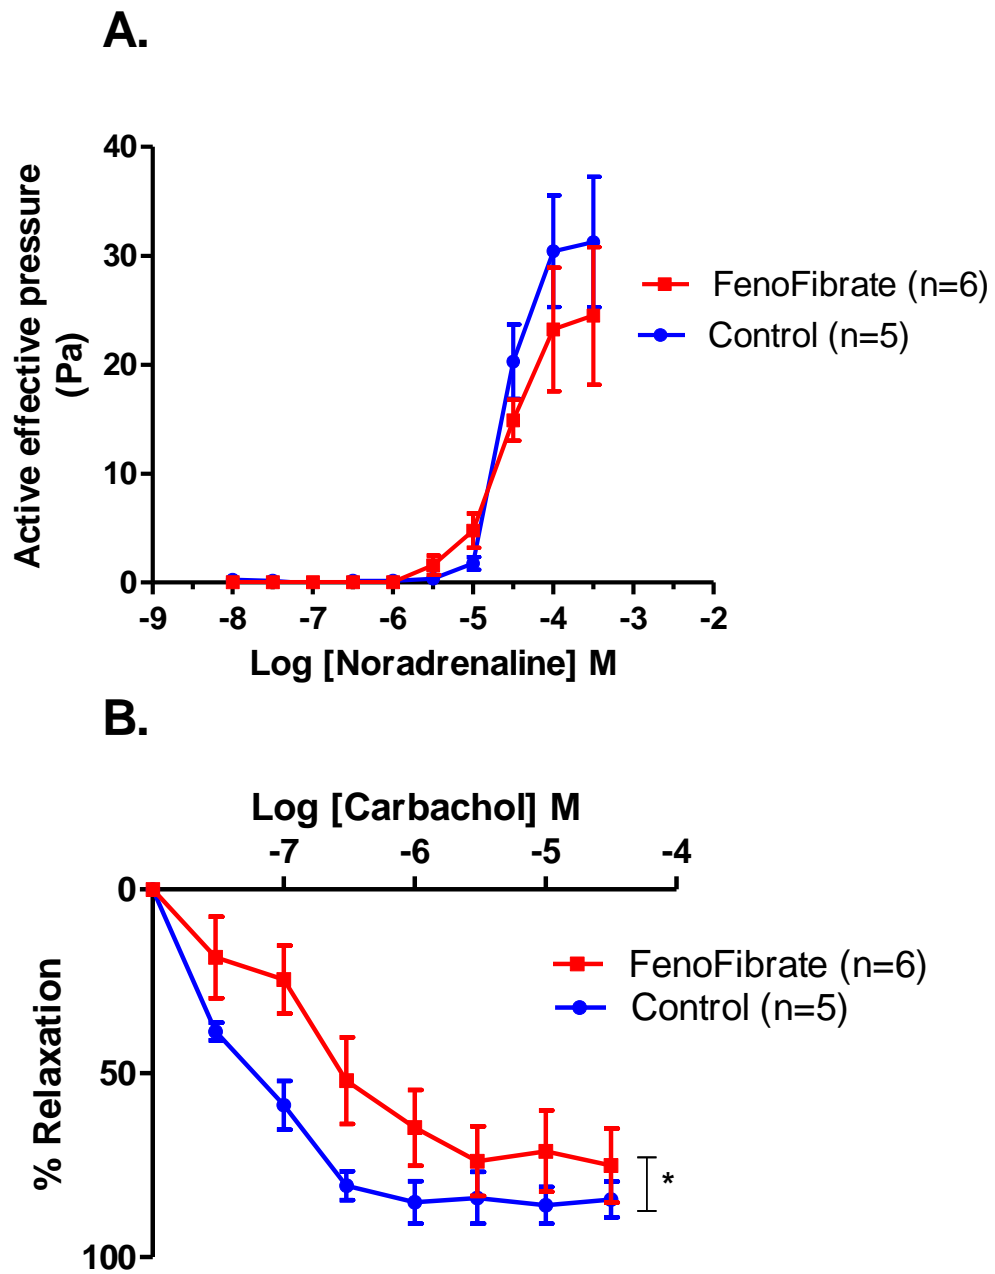 A.
Active effective pressure
(Pa)
40
30
20
10
0
-9 -8 -7 -6 -5 -4 -3 -2
Log [Noradrenaline] M
FenoFibrate (n=6)
Control (n=5)
B.
Log [Carbachol] M
-7 -6 -5 -4
% Relaxation
0
50
100
FenoFibrate (n=6)
Control (n=5)
*